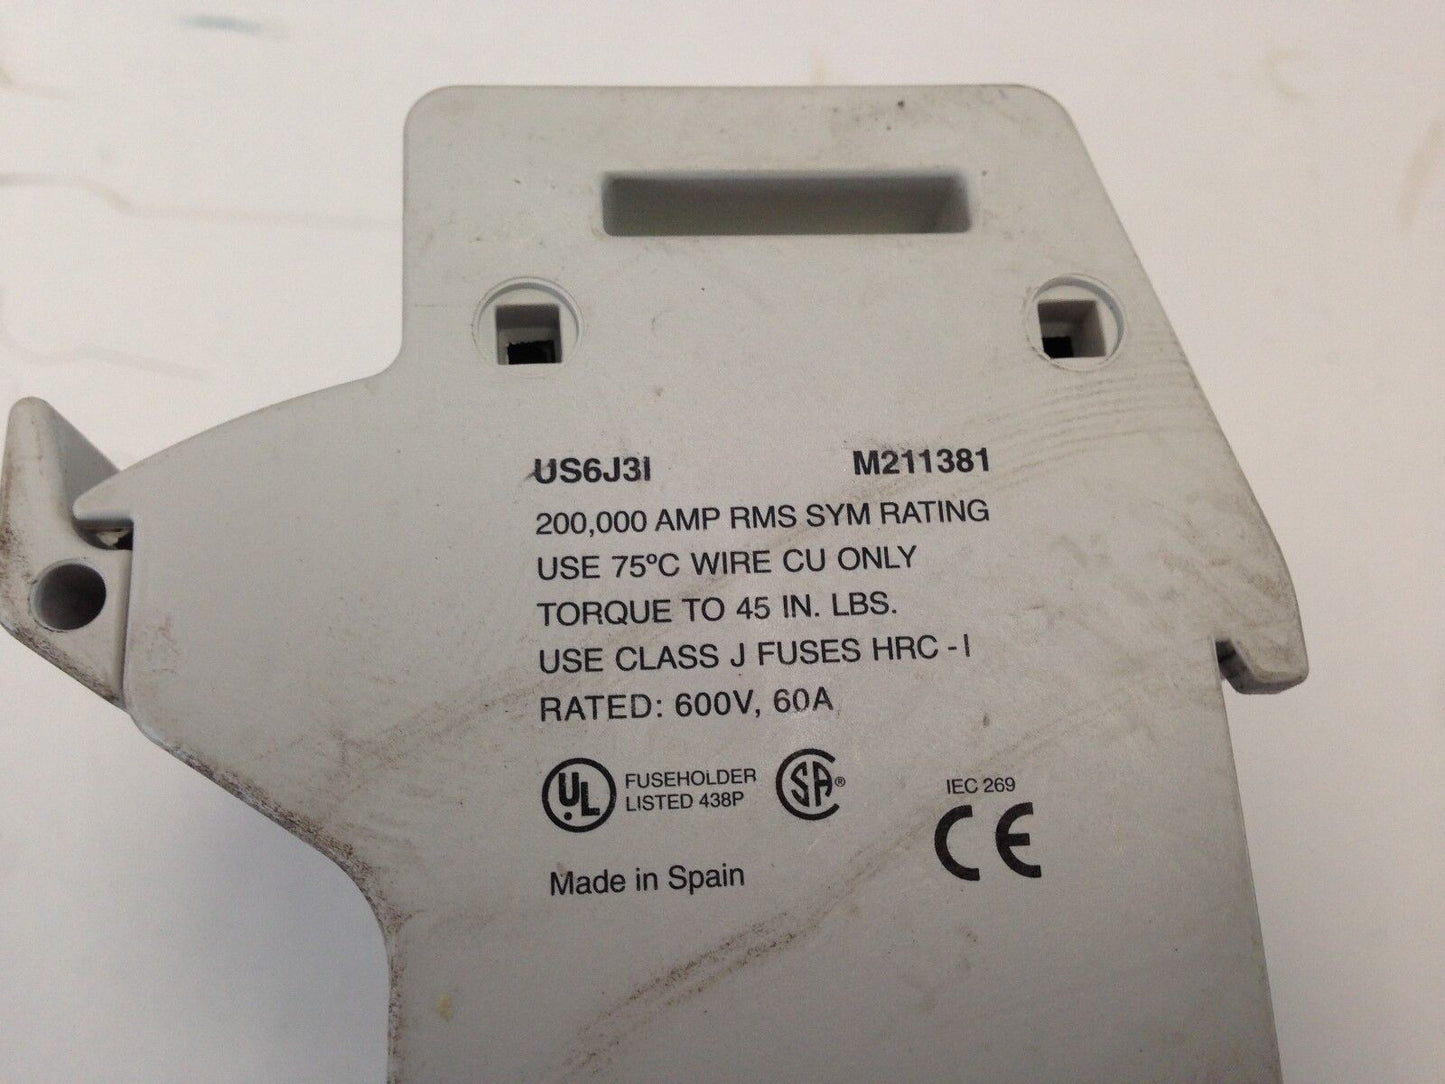 US6J3I M211381
200,000 AMP RMS SYM RATING
USE 75ºC WIRE CU ONLY
TORQUE TO 45 IN. LBS.
USE CLASS J FUSES HRC - I
RATED: 600V, 60A
UL FUSEHOLDER
LISTED 438P
SA ®
IEC 269
CE
Made in Spain